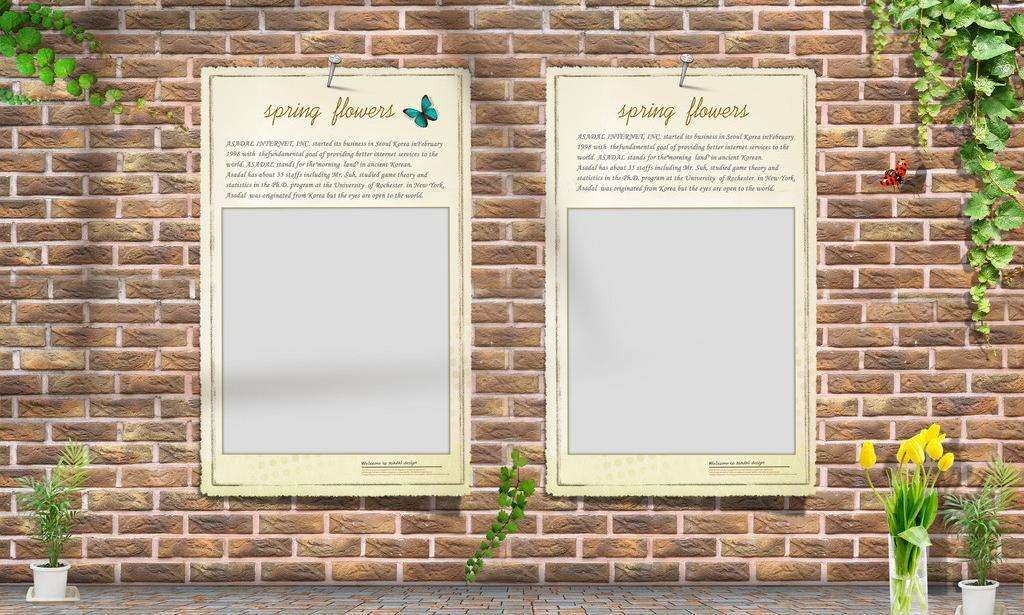 spring flowers
ASADAL INTERNET, INC. started its business in Seoul Korea inFebruary
1998 with thefundamental goal of providing better internet services to the
world. ASADAL stands for the"morning land" in ancient Korean.
Asadal has about 35 staffs including Mr. Suh, studied game theory and
statistics in the Ph.D. program at the University of Rochester in New York,
Asadal was originated from Korea but the eyes are open to the world.
Welcome to asadal design
spring flowers
ASADAL INTERNET, INC. started its business in Seoul Korea inFebruary
1998 with thefundamental goal of providing better internet services to the
world. ASADAL stands for the"morning land" in ancient Korean.
Asadal has about 35 staffs including Mr. Suh, studied game theory and
statistics in the Ph.D. program at the University of Rochester in New York,
Asadal was originated from Korea but the eyes are open to the world.
Welcome to asadal design